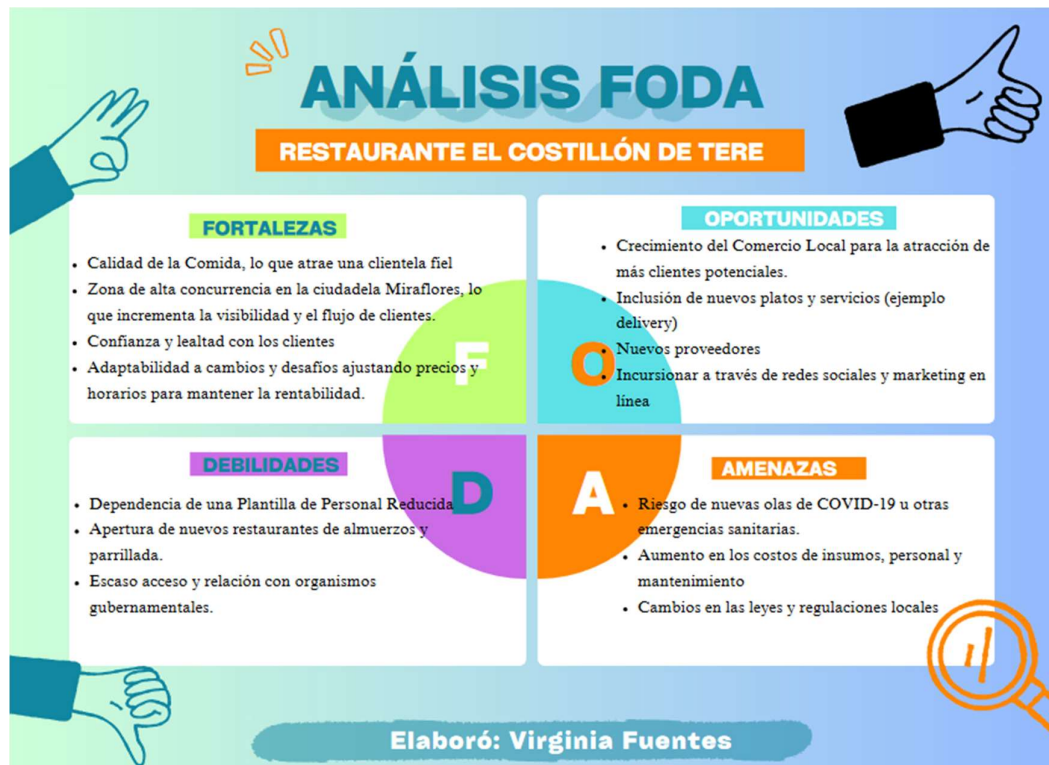 ANÁLISIS FODA
RESTAURANTE EL COSTILLÓN DE TERE
FORTALEZAS
• Calidad de la Comida, lo que atrae una clientela fiel
• Zona de alta concurrencia en la ciudadela Miraflores, lo
que incrementa la visibilidad y el flujo de clientes.
• Confianza y lealtad con los clientes
• Adaptabilidad a cambios y desafíos ajustando precios y
horarios para mantener la rentabilidad.
F
OPORTUNIDADES
• Crecimiento del Comercio Local para la atracción de
más clientes potenciales.
• Inclusión de nuevos platos y servicios (ejemplo
delivery)
• Nuevos proveedores
• Incursionar a través de redes sociales y marketing en
línea
O
DEBILIDADES
• Dependencia de una Plantilla de Personal Reducida
• Apertura de nuevos restaurantes de almuerzos y
parrillada.
• Escaso acceso y relación con organismos
gubernamentales.
D
AMENAZAS
• Riesgo de nuevas olas de COVID-19 u otras
emergencias sanitarias.
• Aumento en los costos de insumos, personal y
mantenimiento
• Cambios en las leyes y regulaciones locales
A
Elaboró: Virginia Fuentes